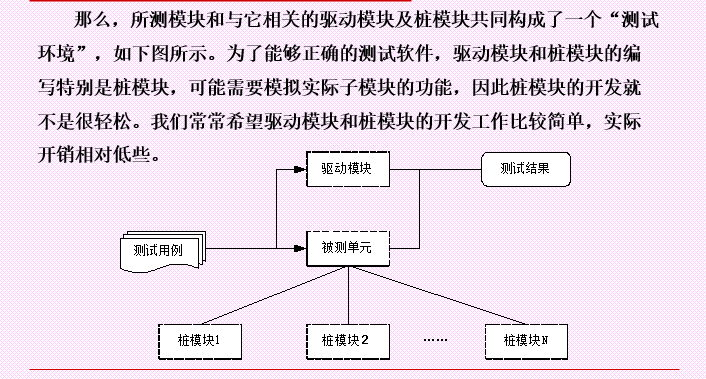 那么，所测模块和与它相关的驱动模块及桩模块共同构成了一个“测试
环境”，如下图所示。为了能够正确的测试软件，驱动模块和桩模块的编
写特别是桩模块，可能需要模拟实际子模块的功能，因此桩模块的开发就
不是很轻松。我们常常希望驱动模块和桩模块的开发工作比较简单，实际
开销相对低些。
驱动模块
测试结果
测试用例
被测单元
桩模块1
桩模块2
……
桩模块N